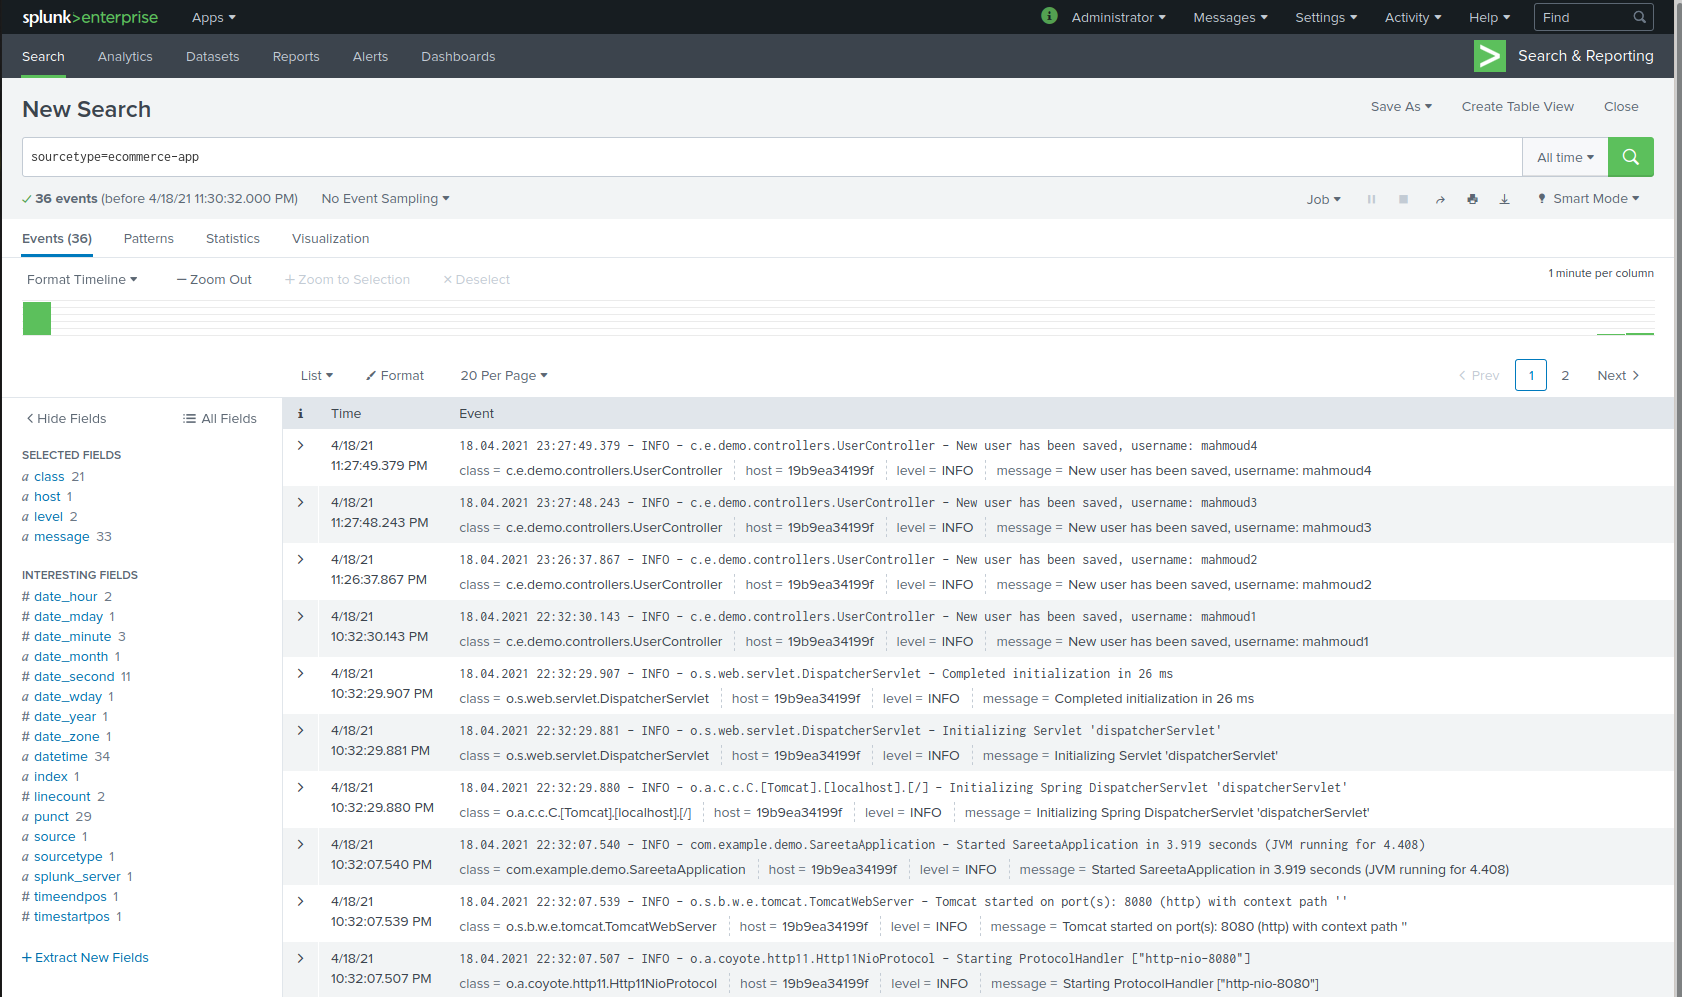 splunk>enterprise Apps Administrator Messages Settings Activity Help Find
Search Analytics Datasets Reports Alerts Dashboards Search & Reporting
New Search Save As Create Table View Close
sourcetype=ecommerce-app All time
36 events (before 4/18/21 11:30:32.000 PM) No Event Sampling Job Smart Mode
Events (36) Patterns Statistics Visualization
Format Timeline — Zoom Out + Zoom to Selection × Deselect 1 minute per column
List Format 20 Per Page < Prev 1 2 Next >
< Hide Fields All Fields
SELECTED FIELDS
a class 21
a host 1
a level 2
a message 33
INTERESTING FIELDS
# date_hour 2
# date_mday 1
# date_minute 3
a date_month 1
# date_second 11
a date_wday 1
# date_year 1
# date_zone 1
a datetime 34
a index 1
# linecount 2
a punct 29
a source 1
a sourcetype 1
a splunk_server 1
# timeendpos 1
# timestartpos 1
+ Extract New Fields
i Time Event
4/18/21 18.04.2021 23:27:49.379 - INFO - c.e.demo.controllers.UserController - New user has been saved, username: mahmoud4
11:27:49.379 PM class = c.e.demo.controllers.UserController host = 19b9ea34199f level = INFO message = New user has been saved, username: mahmoud4
4/18/21 18.04.2021 23:27:48.243 - INFO - c.e.demo.controllers.UserController - New user has been saved, username: mahmoud3
11:27:48.243 PM class = c.e.demo.controllers.UserController host = 19b9ea34199f level = INFO message = New user has been saved, username: mahmoud3
4/18/21 18.04.2021 23:26:37.867 - INFO - c.e.demo.controllers.UserController - New user has been saved, username: mahmoud2
11:26:37.867 PM class = c.e.demo.controllers.UserController host = 19b9ea34199f level = INFO message = New user has been saved, username: mahmoud2
4/18/21 18.04.2021 22:32:30.143 - INFO - c.e.demo.controllers.UserController - New user has been saved, username: mahmoud1
10:32:30.143 PM class = c.e.demo.controllers.UserController host = 19b9ea34199f level = INFO message = New user has been saved, username: mahmoud1
4/18/21 18.04.2021 22:32:29.907 - INFO - o.s.web.servlet.DispatcherServlet - Completed initialization in 26 ms
10:32:29.907 PM class = o.s.web.servlet.DispatcherServlet host = 19b9ea34199f level = INFO message = Completed initialization in 26 ms
4/18/21 18.04.2021 22:32:29.881 - INFO - o.s.web.servlet.DispatcherServlet - Initializing Servlet 'dispatcherServlet'
10:32:29.881 PM class = o.s.web.servlet.DispatcherServlet host = 19b9ea34199f level = INFO message = Initializing Servlet 'dispatcherServlet'
4/18/21 18.04.2021 22:32:29.880 - INFO - o.a.c.c.C.[Tomcat].[localhost].[/] - Initializing Spring DispatcherServlet 'dispatcherServlet'
10:32:29.880 PM class = o.a.c.c.C.[Tomcat].[localhost].[/] host = 19b9ea34199f level = INFO message = Initializing Spring DispatcherServlet 'dispatcherServlet'
4/18/21 18.04.2021 22:32:07.540 - INFO - com.example.demo.SareetaApplication - Started SareetaApplication in 3.919 seconds (JVM running for 4.408)
10:32:07.540 PM class = com.example.demo.SareetaApplication host = 19b9ea34199f level = INFO message = Started SareetaApplication in 3.919 seconds (JVM running for 4.408)
4/18/21 18.04.2021 22:32:07.539 - INFO - o.s.b.w.e.tomcat.TomcatWebServer - Tomcat started on port(s): 8080 (http) with context path ''
10:32:07.539 PM class = o.s.b.w.e.tomcat.TomcatWebServer host = 19b9ea34199f level = INFO message = Tomcat started on port(s): 8080 (http) with context path ''
4/18/21 18.04.2021 22:32:07.507 - INFO - o.a.coyote.http11.Http11NioProtocol - Starting ProtocolHandler ["http-nio-8080"]
10:32:07.507 PM class = o.a.coyote.http11.Http11NioProtocol host = 19b9ea34199f level = INFO message = Starting ProtocolHandler ["http-nio-8080"]